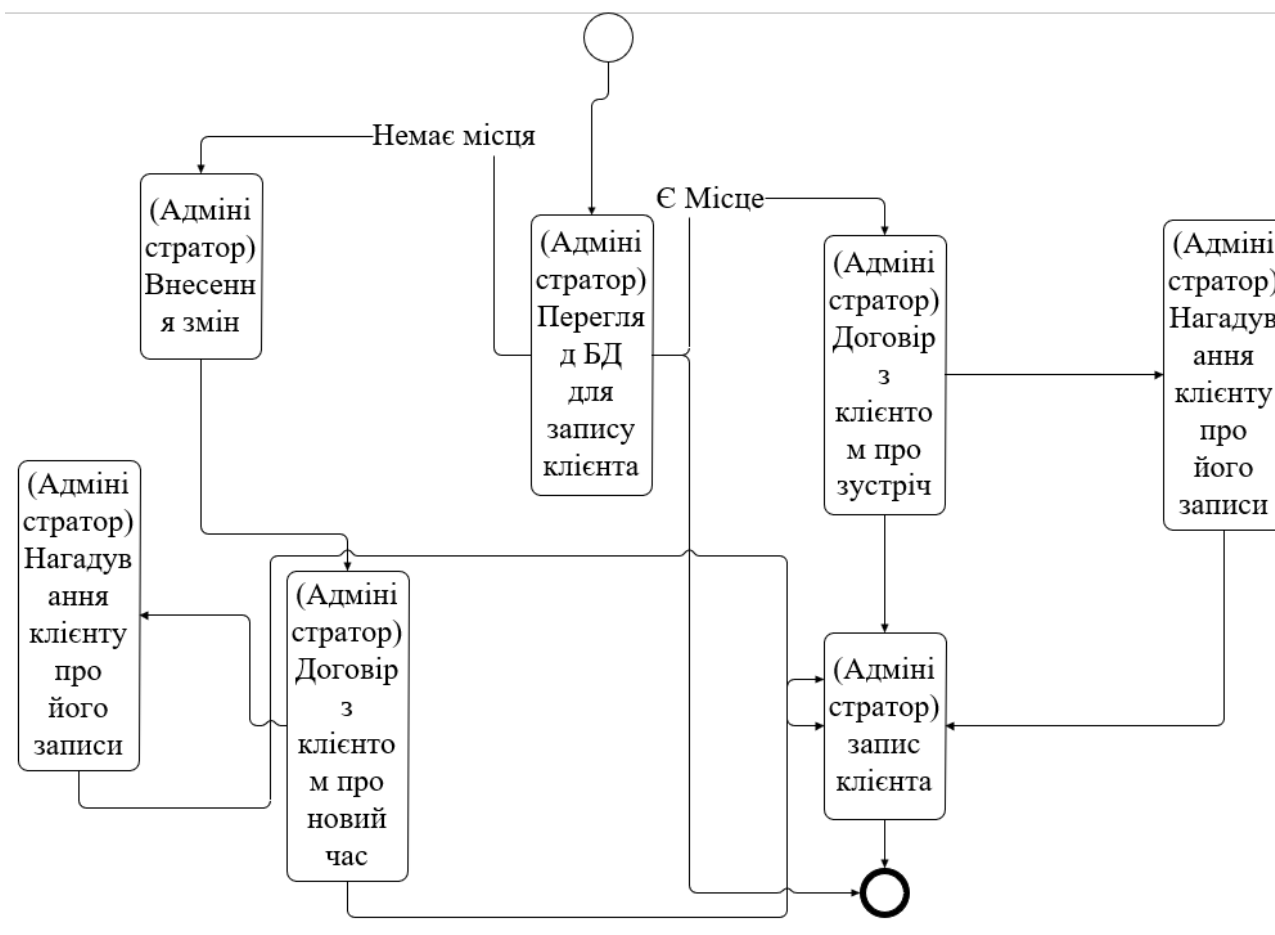 Немає місця
Є Місце
(Адміні
стратор)
Внесенн
я змін
(Адміні
стратор)
Перегля
д БД
для
запису
клієнта
(Адміні
стратор)
Договір
з
клієнто
м про
зустріч
(Адміні
стратор)
Нагадув
ання
клієнту
про
його
записи
(Адміні
стратор)
Нагадув
ання
клієнту
про
його
записи
(Адміні
стратор)
Договір
з
клієнто
м про
новий
час
(Адміні
стратор)
запис
клієнта